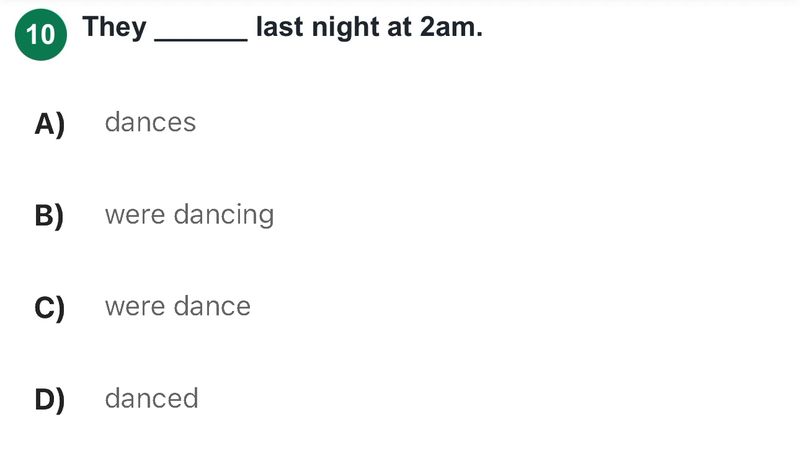 10 They ______ last night at 2am.
A) dances
B) were dancing
C) were dance
D) danced